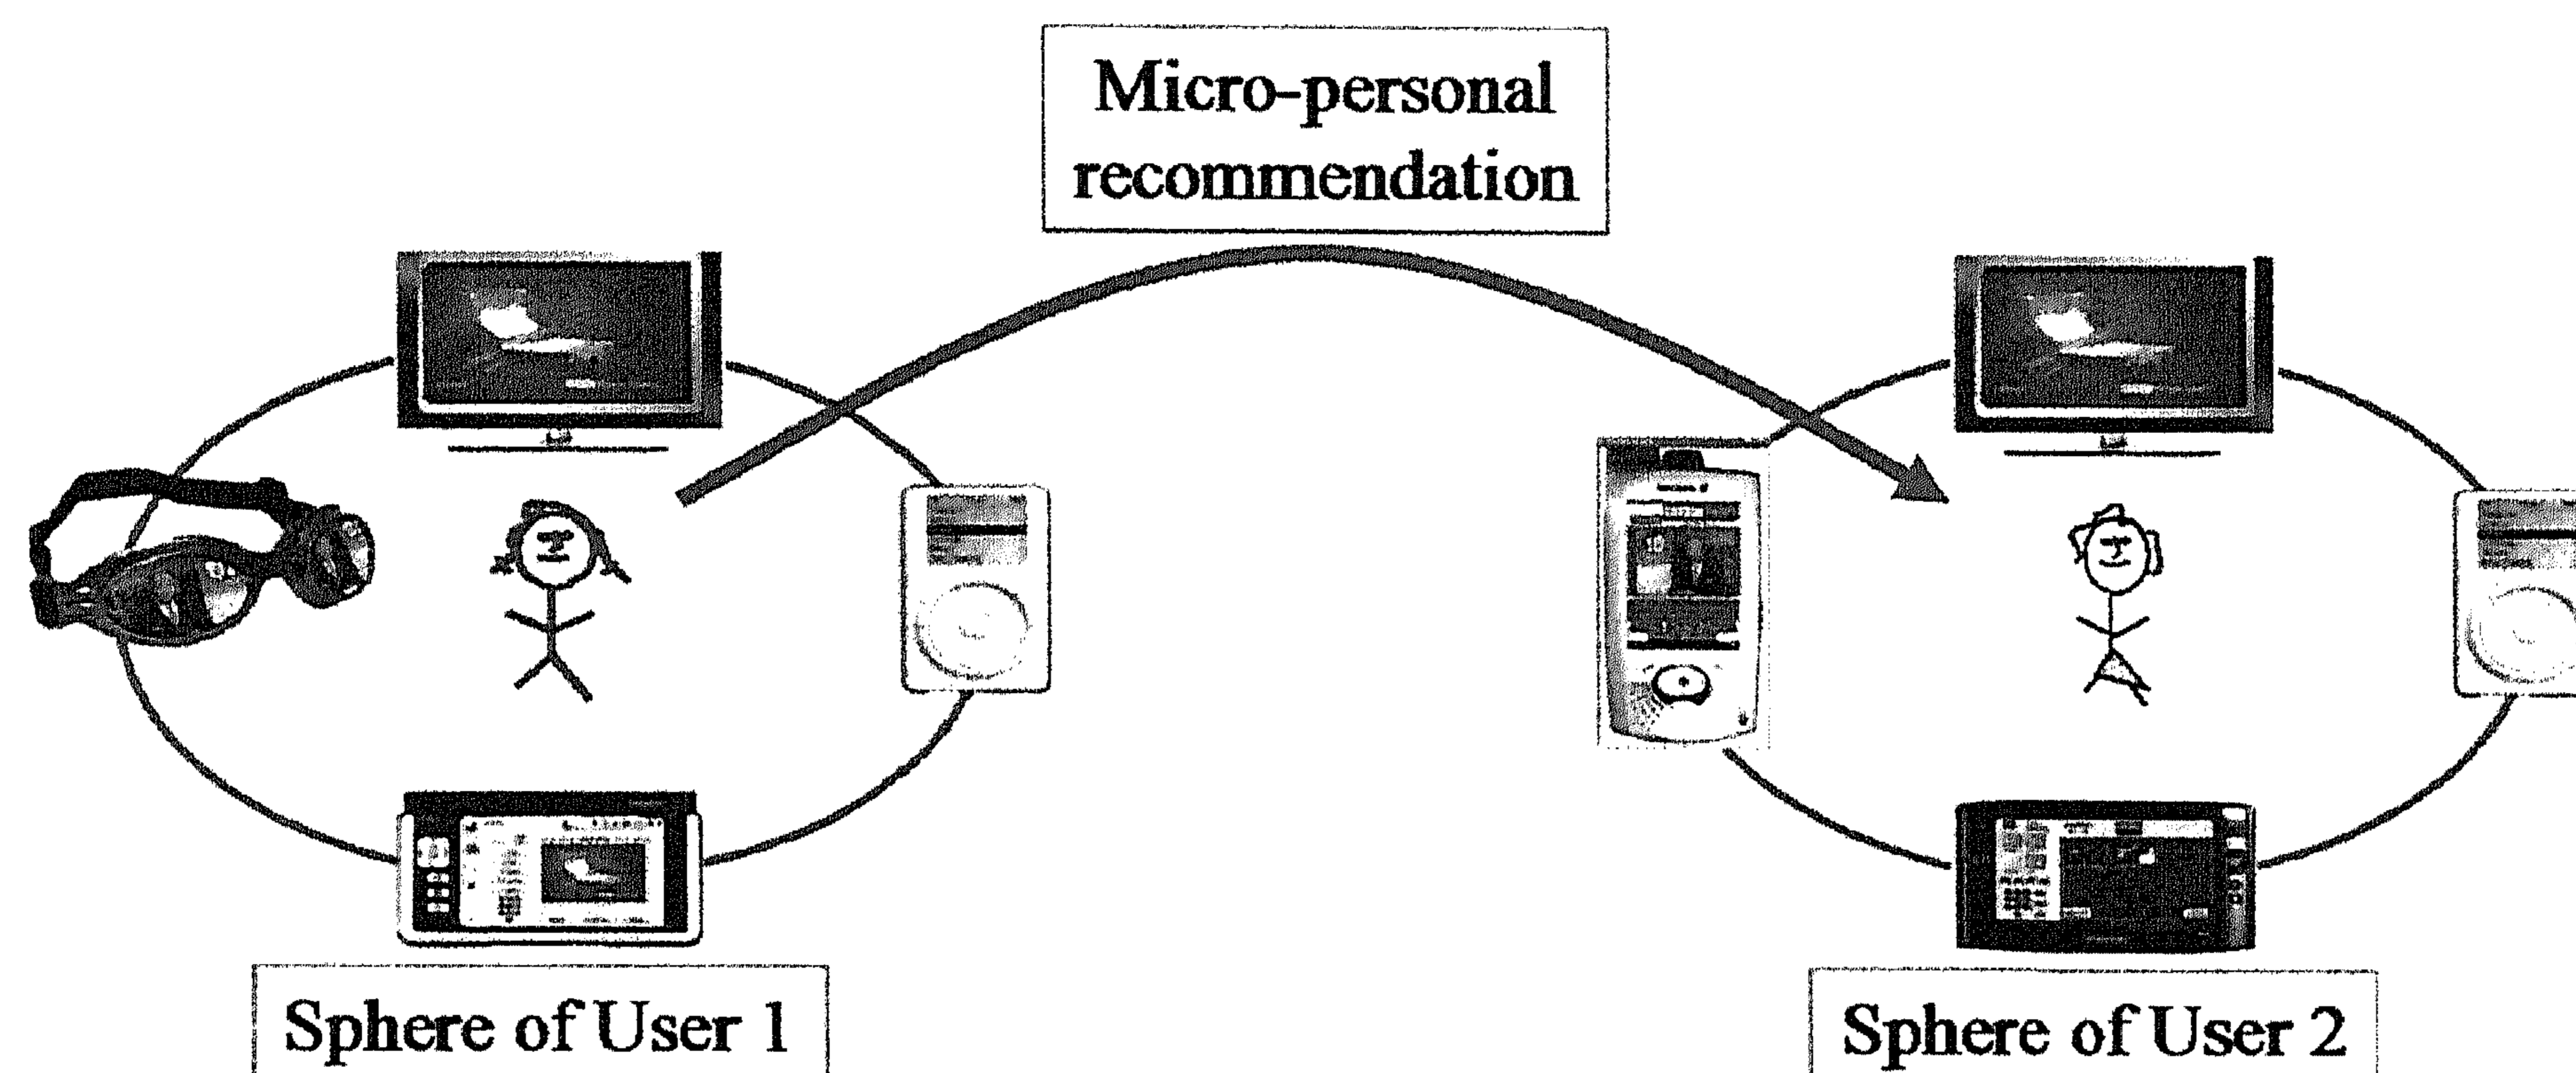 Micro-personal
recommendation
Sphere of User 1
Sphere of User 2